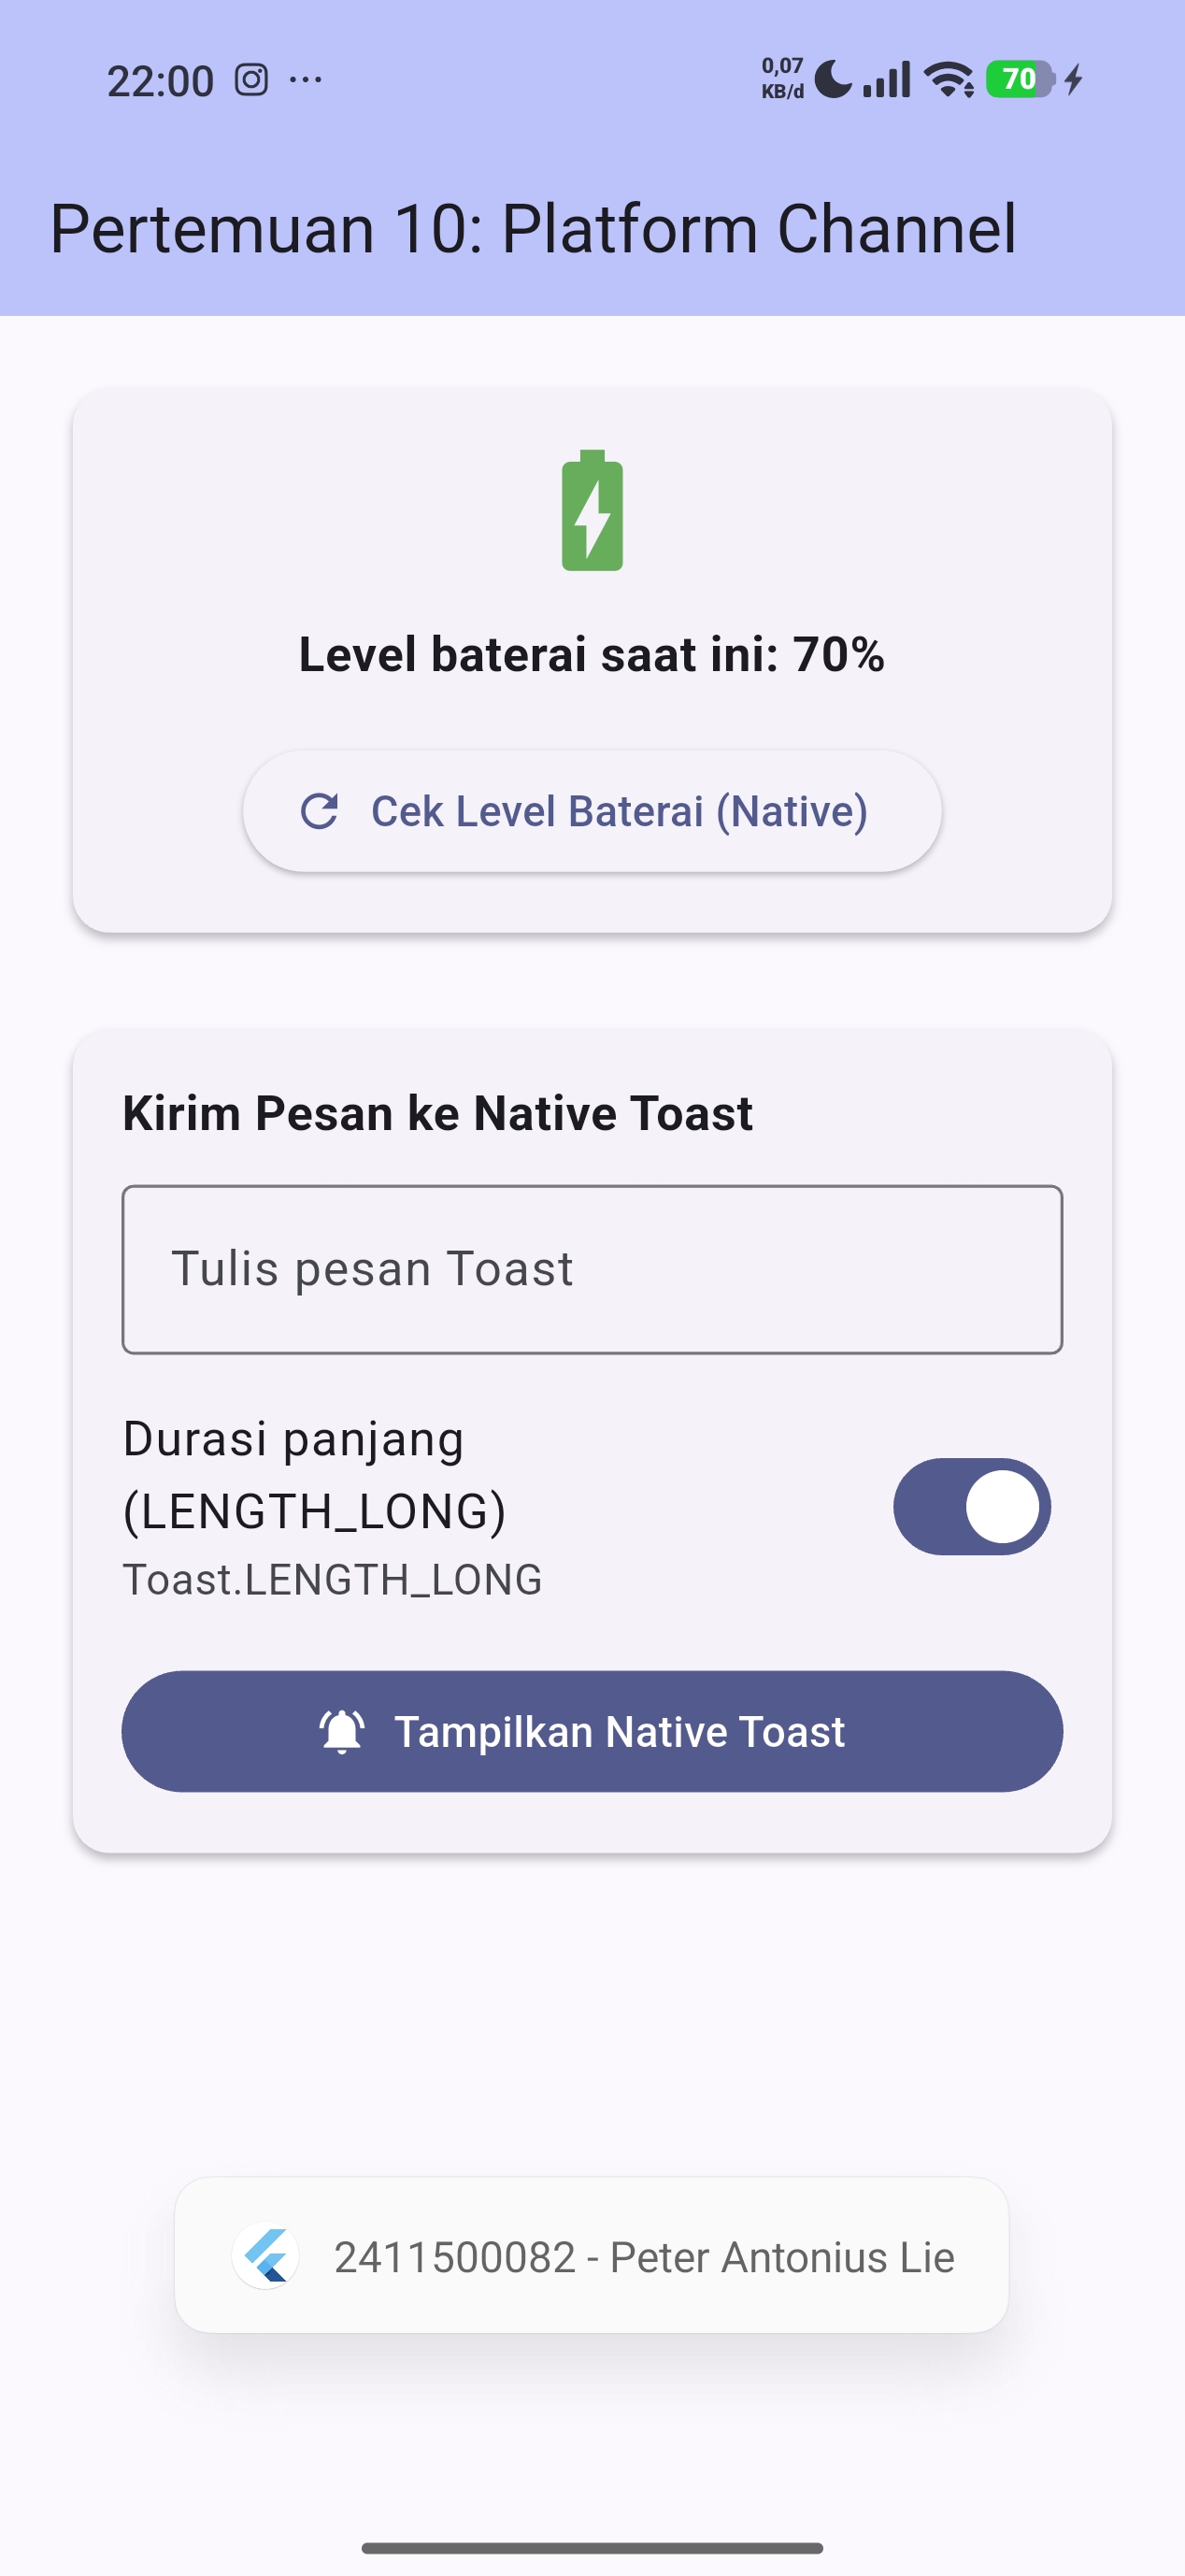 22:00 ...
0,07
KB/d
70
Pertemuan 10: Platform Channel
Level baterai saat ini: 70%
Cek Level Baterai (Native)
Kirim Pesan ke Native Toast
Tulis pesan Toast
Durasi panjang
(LENGTH_LONG)
Toast.LENGTH_LONG
Tampilkan Native Toast
2411500082 - Peter Antonius Lie